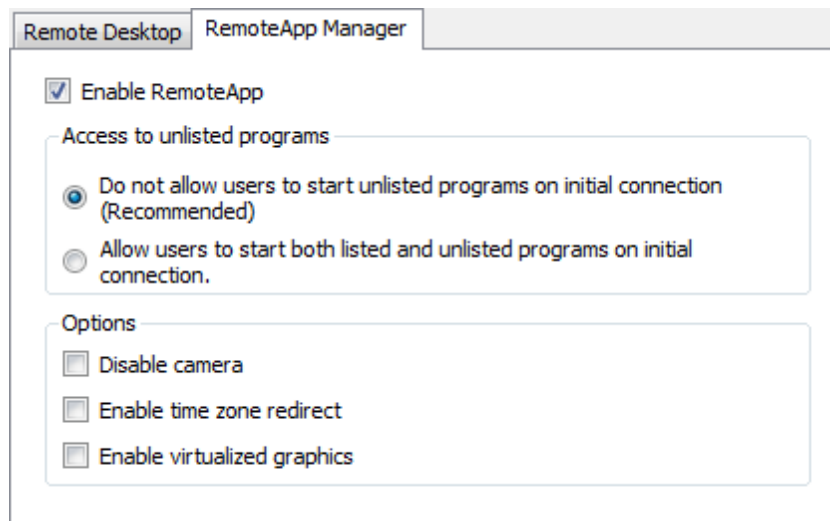 Remote Desktop
RemoteApp Manager
Enable RemoteApp
Access to unlisted programs
Do not allow users to start unlisted programs on initial connection
(Recommended)
Allow users to start both listed and unlisted programs on initial
connection.
Options
Disable camera
Enable time zone redirect
Enable virtualized graphics